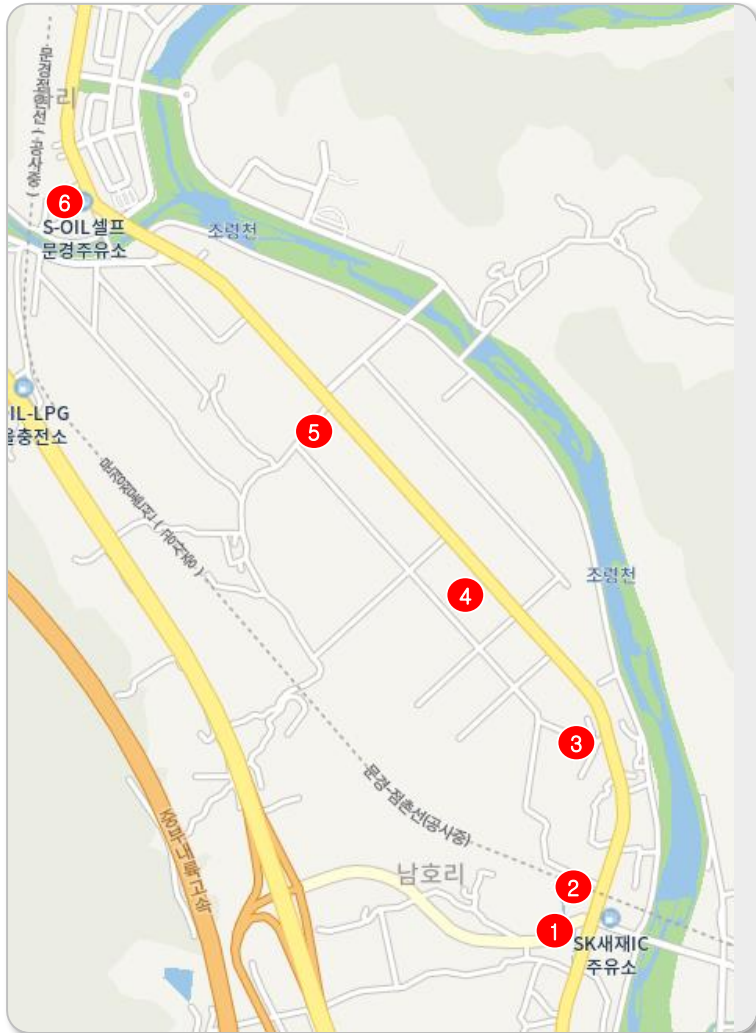 문경점촌선 ( 공사중 )
6
S-OIL셀프
문경주유소
조령천
IL-LPG
충전소
5
4
조령천
3
문경-점촌선(공사중)
중부내륙고속
남호리
2
1
SK새재IC
주유소